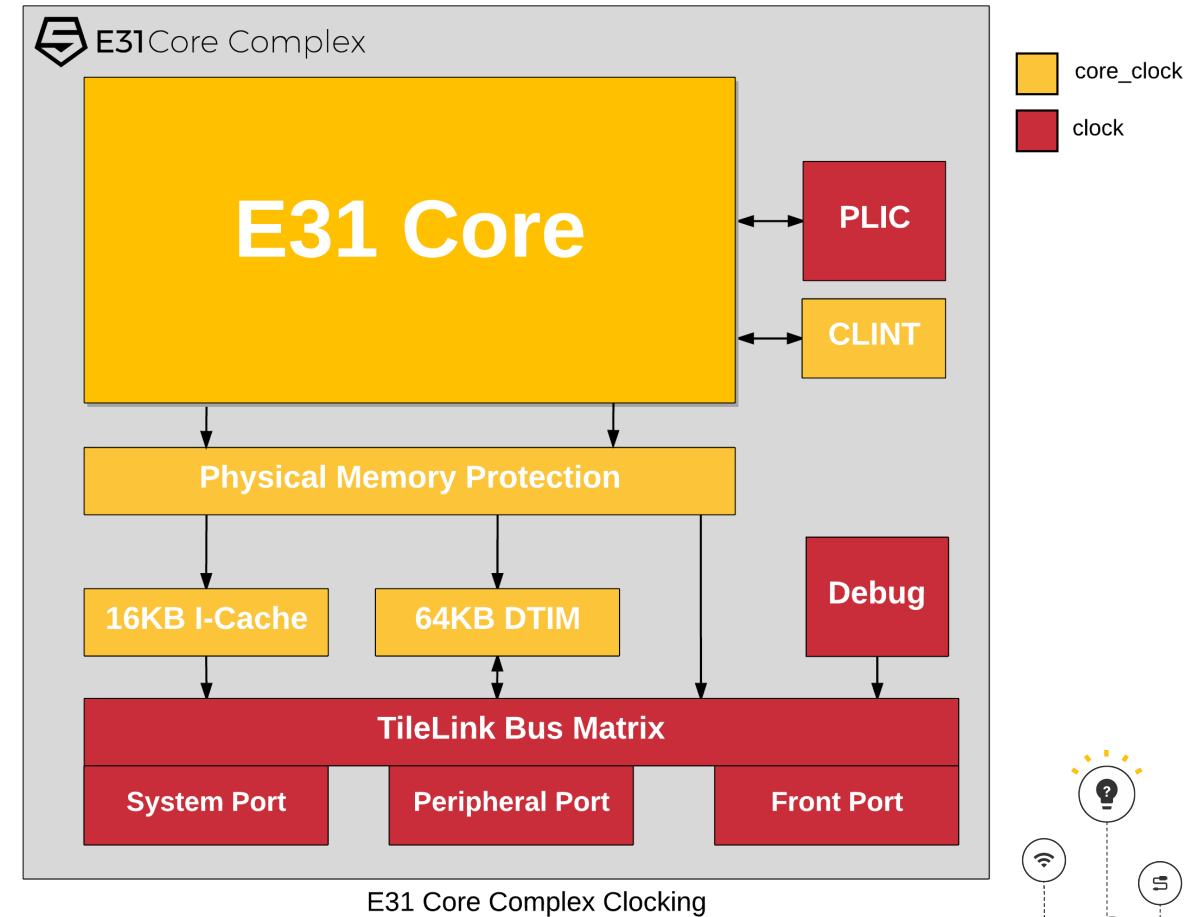 E31 Core Complex
core_clock
clock
E31 Core
PLIC
CLINT
Physical Memory Protection
Debug
16KB I-Cache
64KB DTIM
TileLink Bus Matrix
System Port
Peripheral Port
Front Port
?
E31 Core Complex Clocking